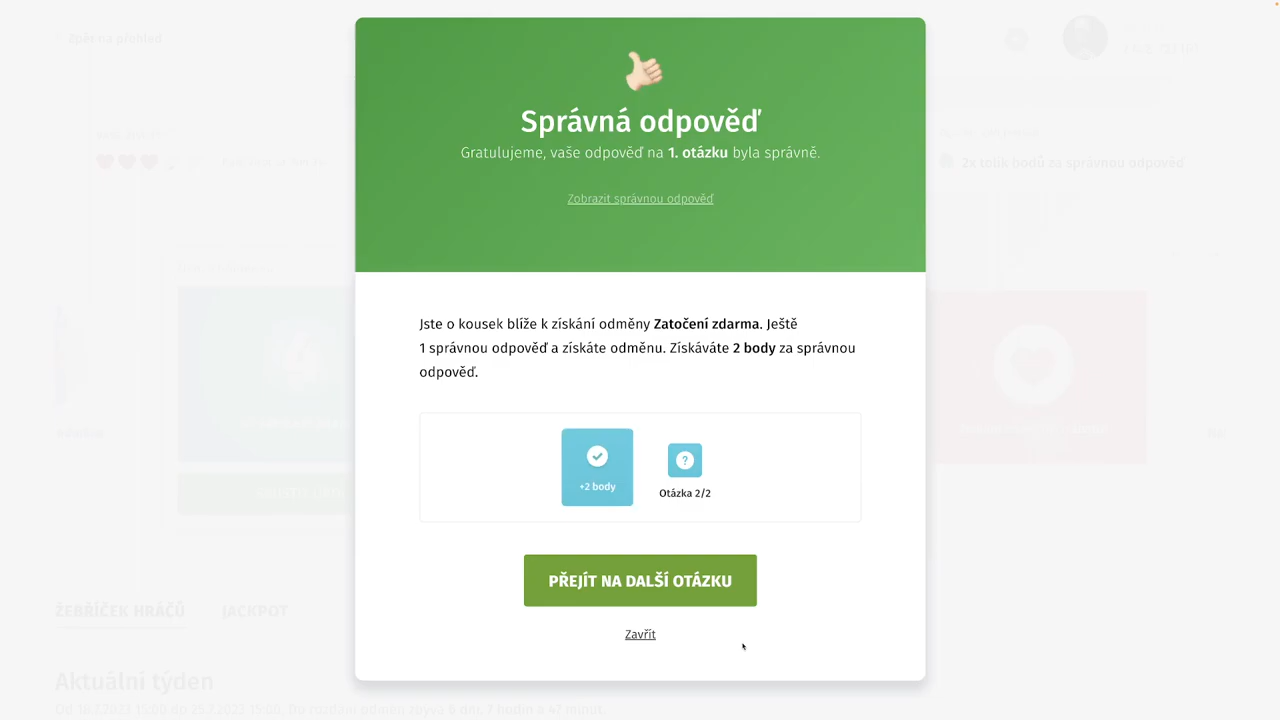 Zpět na přehled
2x tolik bodů za správnou odpověď
Správná odpověď
Gratulujeme, vaše odpověď na 1. otázku byla správně.
Zobrazit správnou odpověď
Jste o kousek blíže k získání odměny Zatočení zdarma. Ještě
1 správnou odpověď a získáte odměnu. Získáváte 2 body za správnou
odpověď.
+2 body
Otázka 2/2
PŘEJÍT NA DALŠÍ OTÁZKU
Zavřít
ŽEBŘÍČEK HRÁČŮ
JACKPOT
Aktuální týden